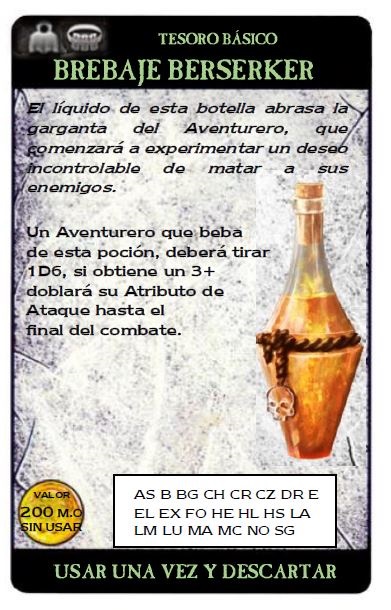 TESORO BÁSICO
BREBAJE BERSERKER
El líquido de esta botella abrasa la
garganta del Aventurero, que
comenzará a experimentar un deseo
incontrolable de matar a sus
enemigos.
Un Aventurero que beba
de esta poción, deberá tirar
1D6, si obtiene un 3+
doblará su Atributo de
Ataque hasta el
final del combate.
VALOR
200 M.O
SIN USAR
AS B BG CH CR CZ DR E
EL EX FO HE HL HS LA
LM LU MA MC NO SG
USAR UNA VEZ Y DESCARTAR